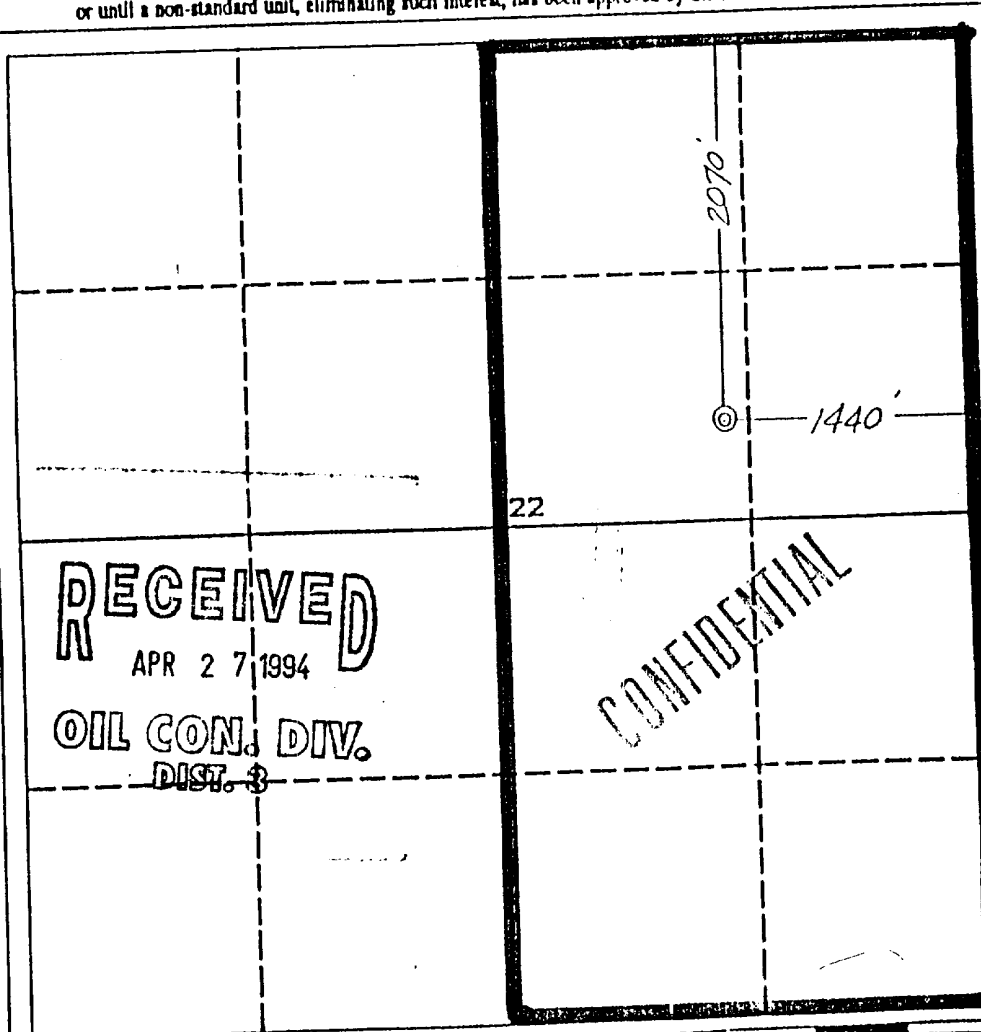 or until a non-standard unit, eliminating such interest, has been approved by
2070'
1440'
22
RECEIVED
APR 27 1994
OIL CON. DIV.
DIST. 3
CONFIDENTIAL